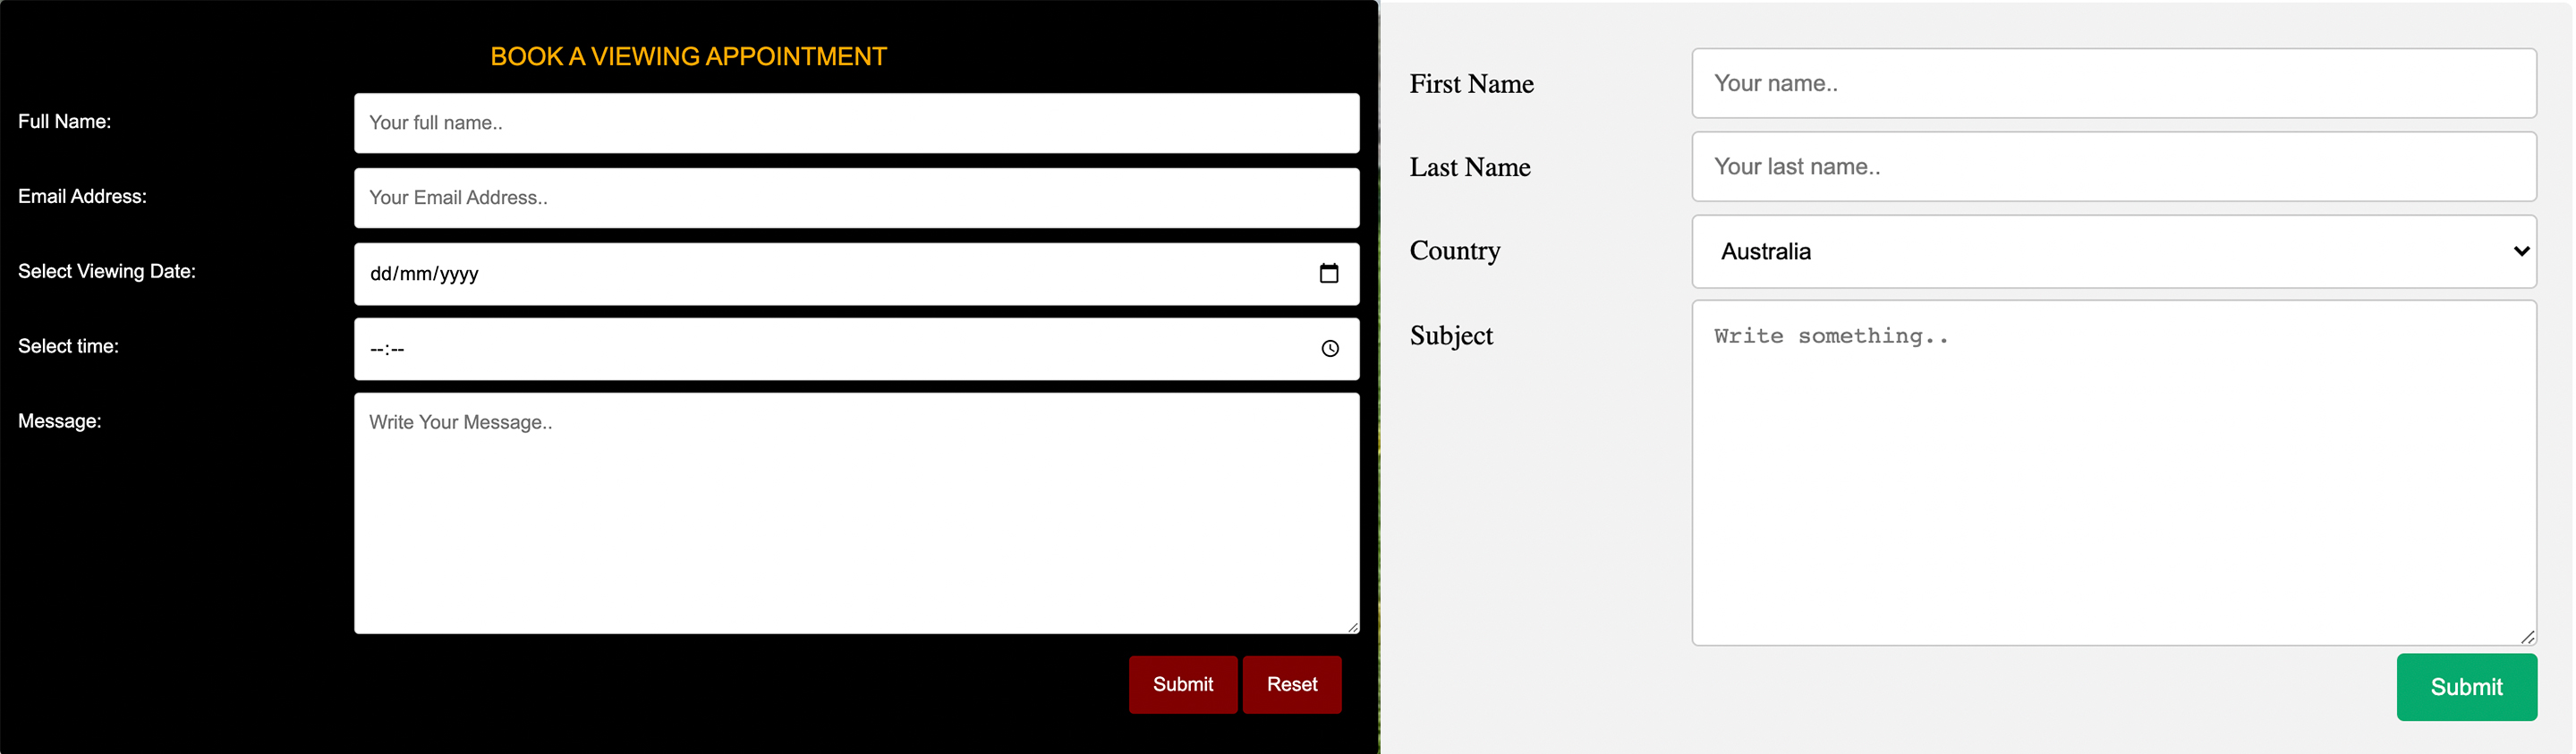 BOOK A VIEWING APPOINTMENT
Full Name:
Your full name..
Email Address:
Your Email Address..
Select Viewing Date:
dd/mm/yyyy
Select time:
--:--
Message:
Write Your Message..
Submit
Reset
First Name
Your name..
Last Name
Your last name..
Country
Australia
Subject
Write something..
Submit